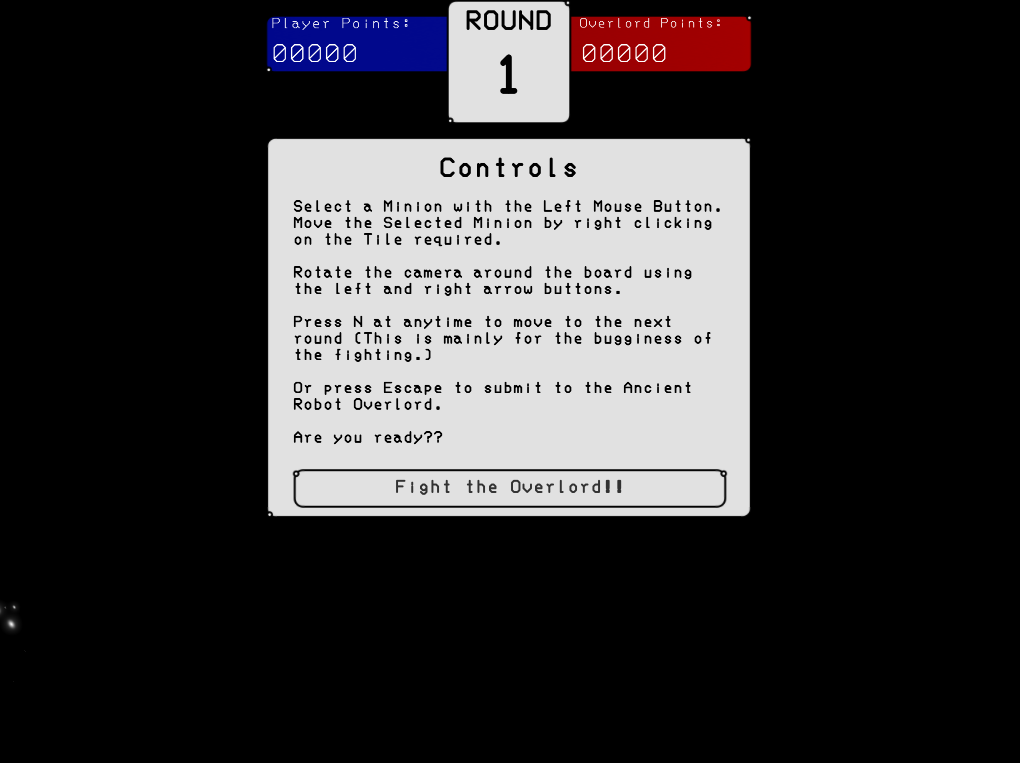 Player Points:
00000
ROUND
1
Overlord Points:
00000
Controls
Select a Minion with the Left Mouse Button.
Move the Selected Minion by right clicking
on the Tile required.
Rotate the camera around the board using
the left and right arrow buttons.
Press N at anytime to move to the next
round (This is mainly for the bugginess of
the fighting.)
Or press Escape to submit to the Ancient
Robot Overlord.
Are you ready??
Fight the Overlord!!